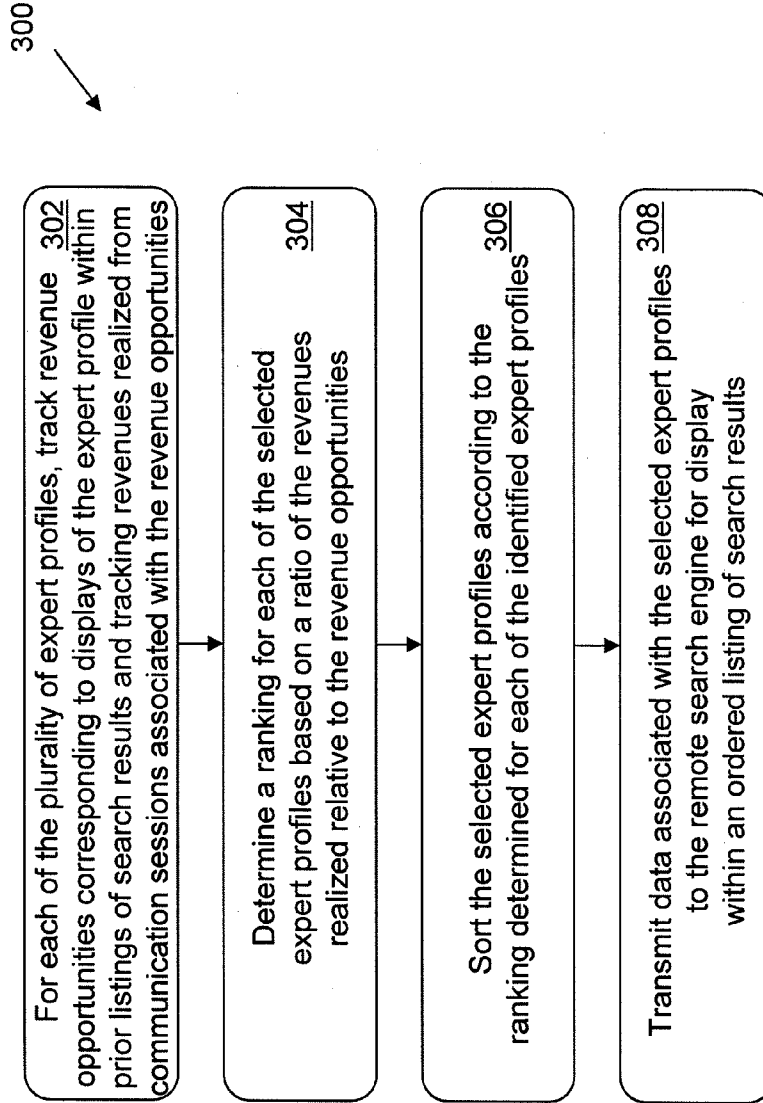 300
For each of the plurality of expert profiles, track revenue 302
opportunities corresponding to displays of the expert profile within
prior listings of search results and tracking revenues realized from
communication sessions associated with the revenue opportunities
Determine a ranking for each of the selected 304
expert profiles based on a ratio of the revenues
realized relative to the revenue opportunities
Sort the selected expert profiles according to the 306
ranking determined for each of the identified expert profiles
Transmit data associated with the selected expert profiles 308
to the remote search engine for display
within an ordered listing of search results